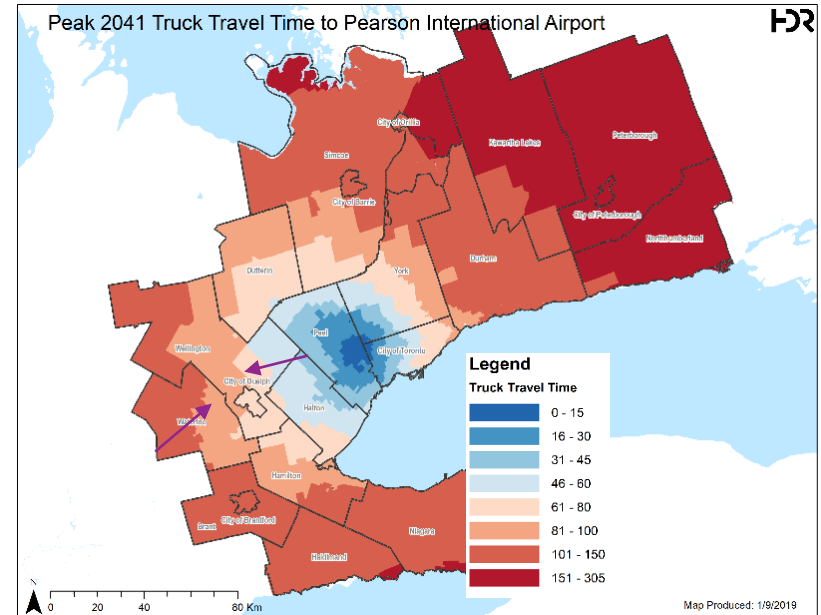 Peak 2041 Truck Travel Time to Pearson International Airport
HDR
City of Orillia
Kawartha Lakes
Peterborough
Simcoe
City of Barrie
City of Peterborough
Northumberland
Dufferin
York
Durham
Peel
City of Toronto
Wellington
City of Guelph
Halton
Waterloo
Hamilton
Brant
City of Brantford
Niagara
Haldimand
Legend
Truck Travel Time
0 - 15
16 - 30
31 - 45
46 - 60
61 - 80
81 - 100
101 - 150
151 - 305
N
0 20 40 80 Km
Map Produced: 1/9/2019